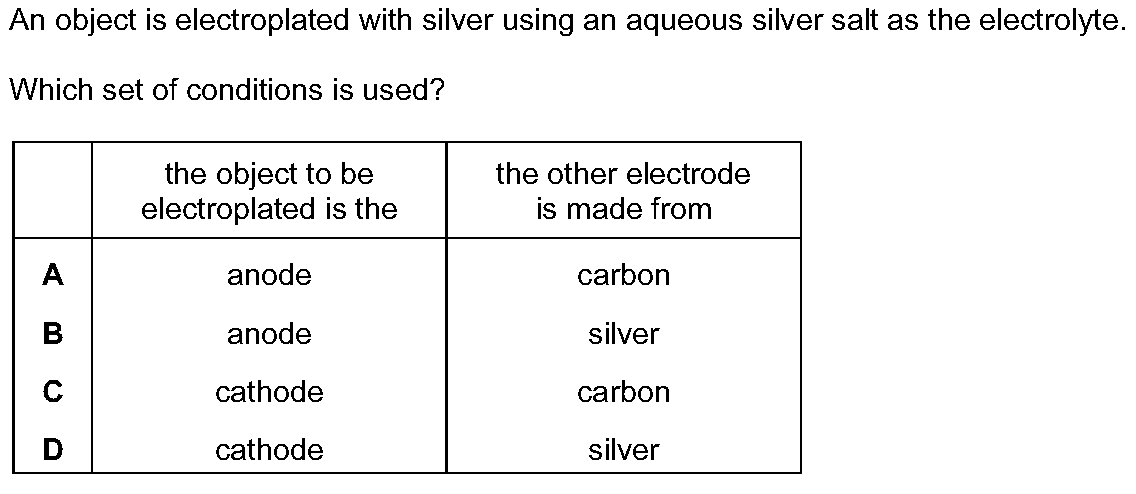 An object is electroplated with silver using an aqueous silver salt as the electrolyte.
Which set of conditions is used?
the object to be electroplated is the
the other electrode is made from
A anode carbon
B anode silver
C cathode carbon
D cathode silver